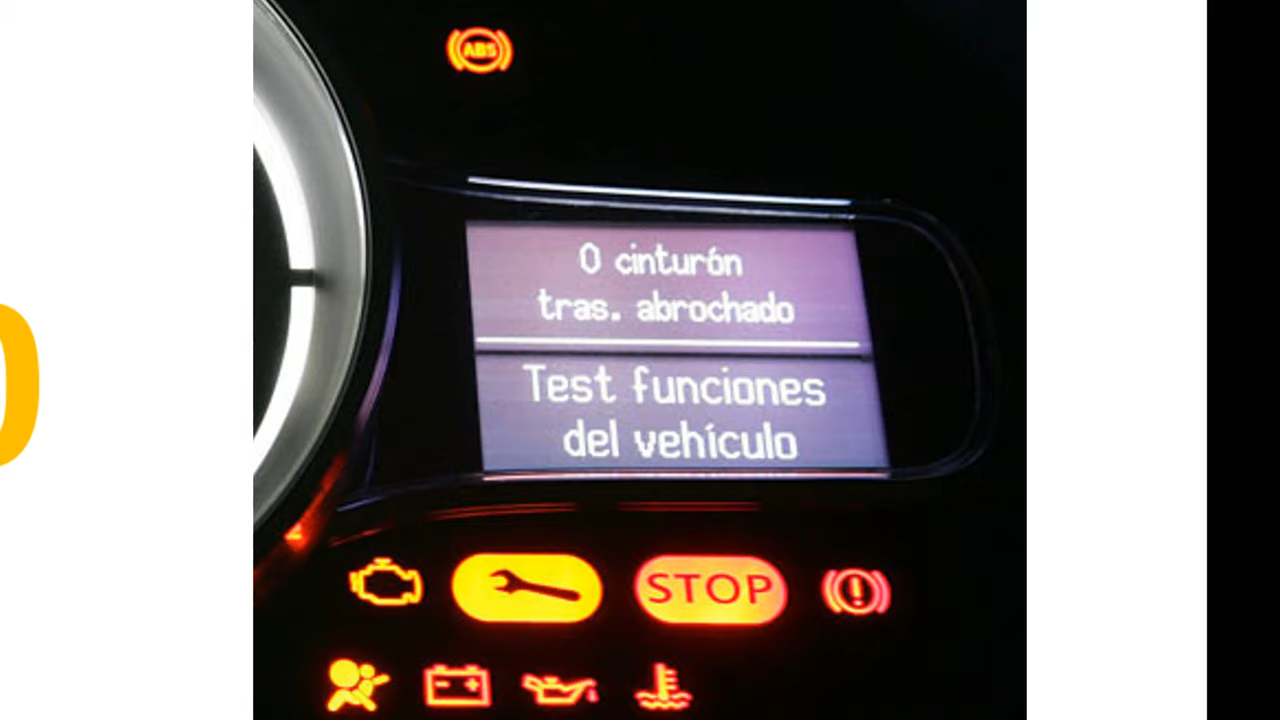 ABS
0 cinturón
tras. abrochado
Test funciones
del vehículo
STOP